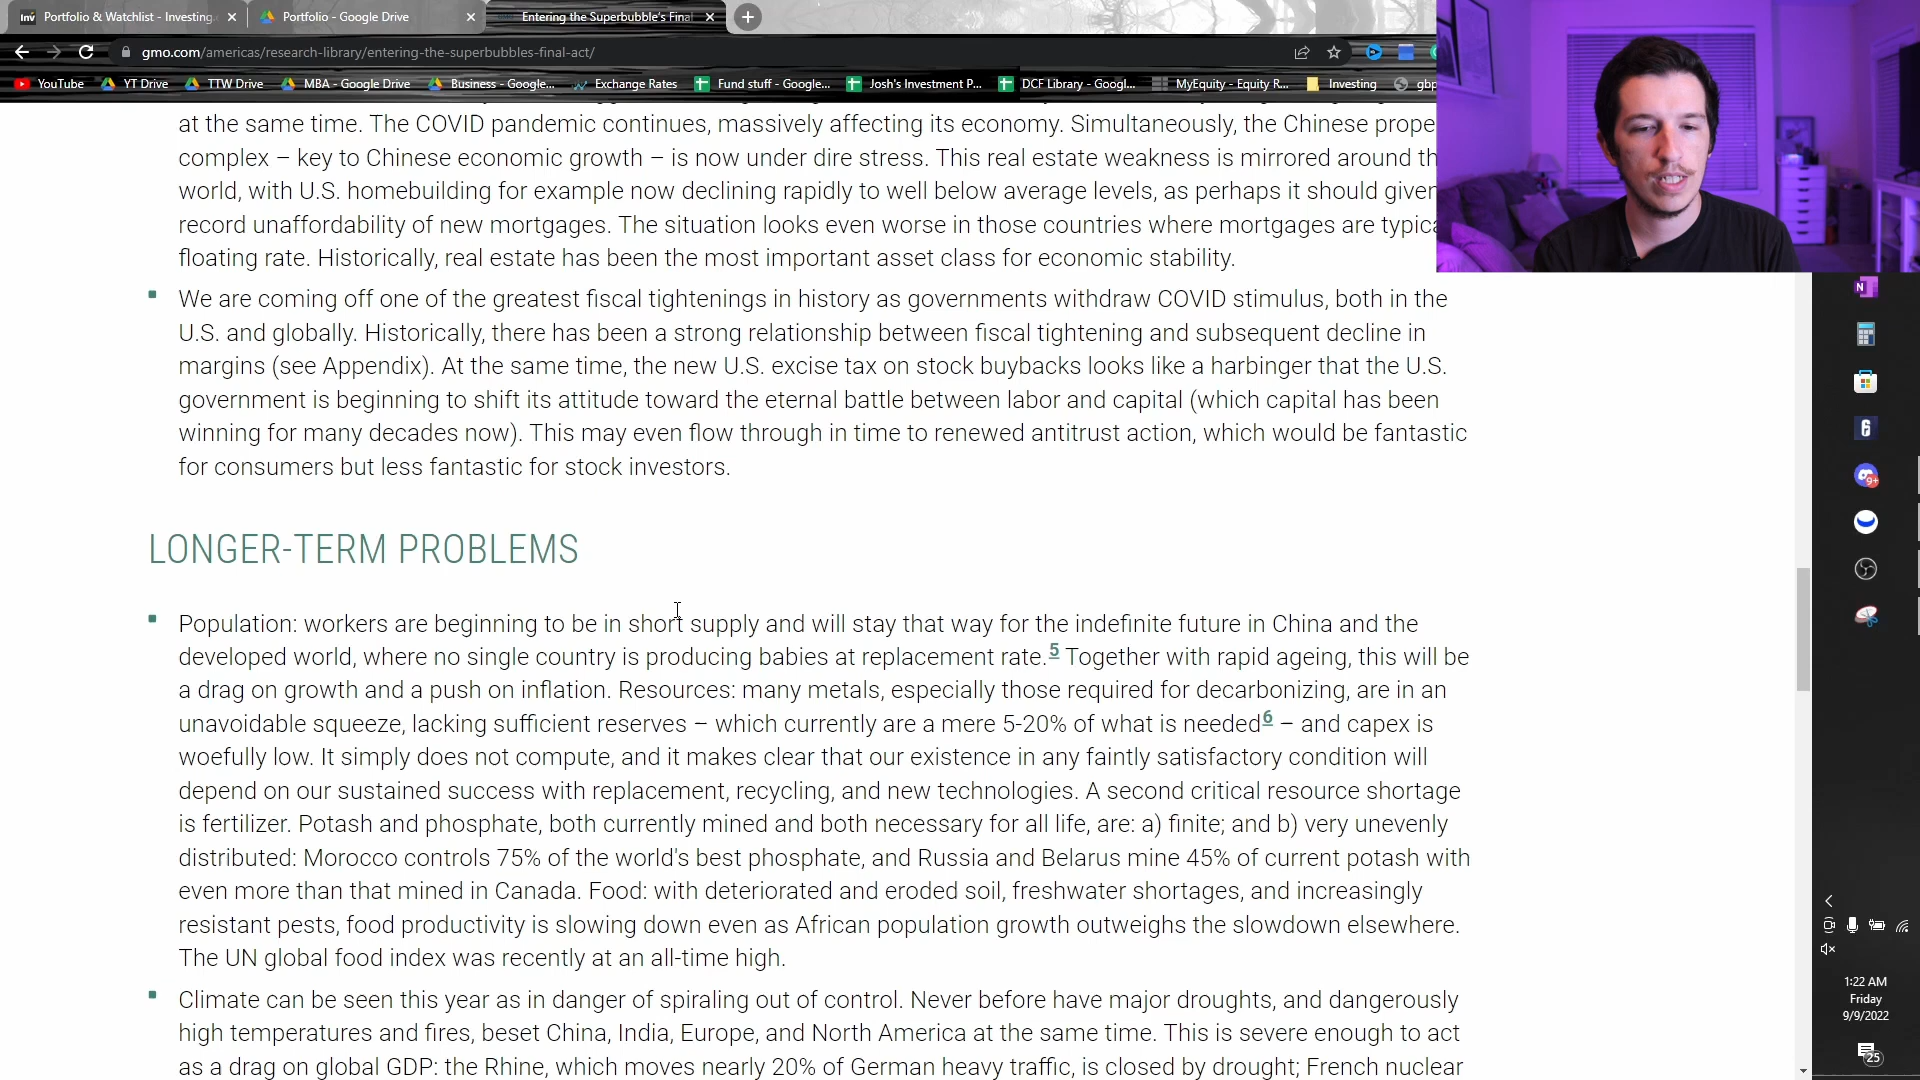 Portfolio & Watchlist - Investing.
Portfolio - Google Drive
Entering the Superbubble's Fina
gmo.com/americas/research-library/entering-the-superbubbles-final-act/
YouTube
YT Drive
TTW Drive
MBA - Google Drive
Business - Google...
Exchange Rates
Fund stuff - Google...
Josh's Investment P...
DCF Library - Googl...
MyEquity - Equity R...
Investing
gbp
at the same time. The COVID pandemic continues, massively affecting its economy. Simultaneously, the Chinese prope
complex – key to Chinese economic growth – is now under dire stress. This real estate weakness is mirrored around th
world, with U.S. homebuilding for example now declining rapidly to well below average levels, as perhaps it should given
record unaffordability of new mortgages. The situation looks even worse in those countries where mortgages are typica
floating rate. Historically, real estate has been the most important asset class for economic stability.
We are coming off one of the greatest fiscal tightenings in history as governments withdraw COVID stimulus, both in the
U.S. and globally. Historically, there has been a strong relationship between fiscal tightening and subsequent decline in
margins (see Appendix). At the same time, the new U.S. excise tax on stock buybacks looks like a harbinger that the U.S.
government is beginning to shift its attitude toward the eternal battle between labor and capital (which capital has been
winning for many decades now). This may even flow through in time to renewed antitrust action, which would be fantastic
for consumers but less fantastic for stock investors.
LONGER-TERM PROBLEMS
Population: workers are beginning to be in short supply and will stay that way for the indefinite future in China and the
developed world, where no single country is producing babies at replacement rate.5 Together with rapid ageing, this will be
a drag on growth and a push on inflation. Resources: many metals, especially those required for decarbonizing, are in an
unavoidable squeeze, lacking sufficient reserves – which currently are a mere 5-20% of what is needed6 – and capex is
woefully low. It simply does not compute, and it makes clear that our existence in any faintly satisfactory condition will
depend on our sustained success with replacement, recycling, and new technologies. A second critical resource shortage
is fertilizer. Potash and phosphate, both currently mined and both necessary for all life, are: a) finite; and b) very unevenly
distributed: Morocco controls 75% of the world's best phosphate, and Russia and Belarus mine 45% of current potash with
even more than that mined in Canada. Food: with deteriorated and eroded soil, freshwater shortages, and increasingly
resistant pests, food productivity is slowing down even as African population growth outweighs the slowdown elsewhere.
The UN global food index was recently at an all-time high.
Climate can be seen this year as in danger of spiraling out of control. Never before have major droughts, and dangerously
high temperatures and fires, beset China, India, Europe, and North America at the same time. This is severe enough to act
as a drag on global GDP: the Rhine, which moves nearly 20% of German heavy traffic, is closed by drought; French nuclear
1:22 AM
Friday
9/9/2022
25